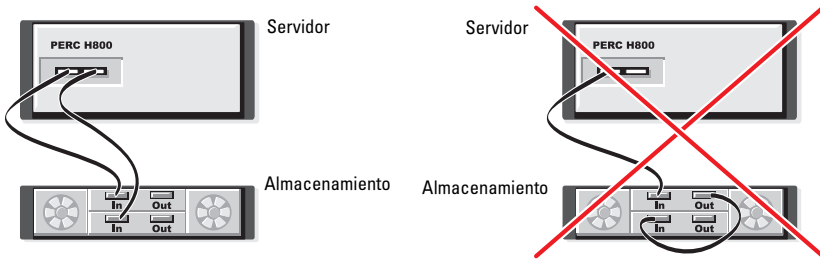 Servidor
PERC H800
Almacenamiento
In
Out
In
Out
Servidor
PERC H800
Almacenamiento
In
Out
In
Out